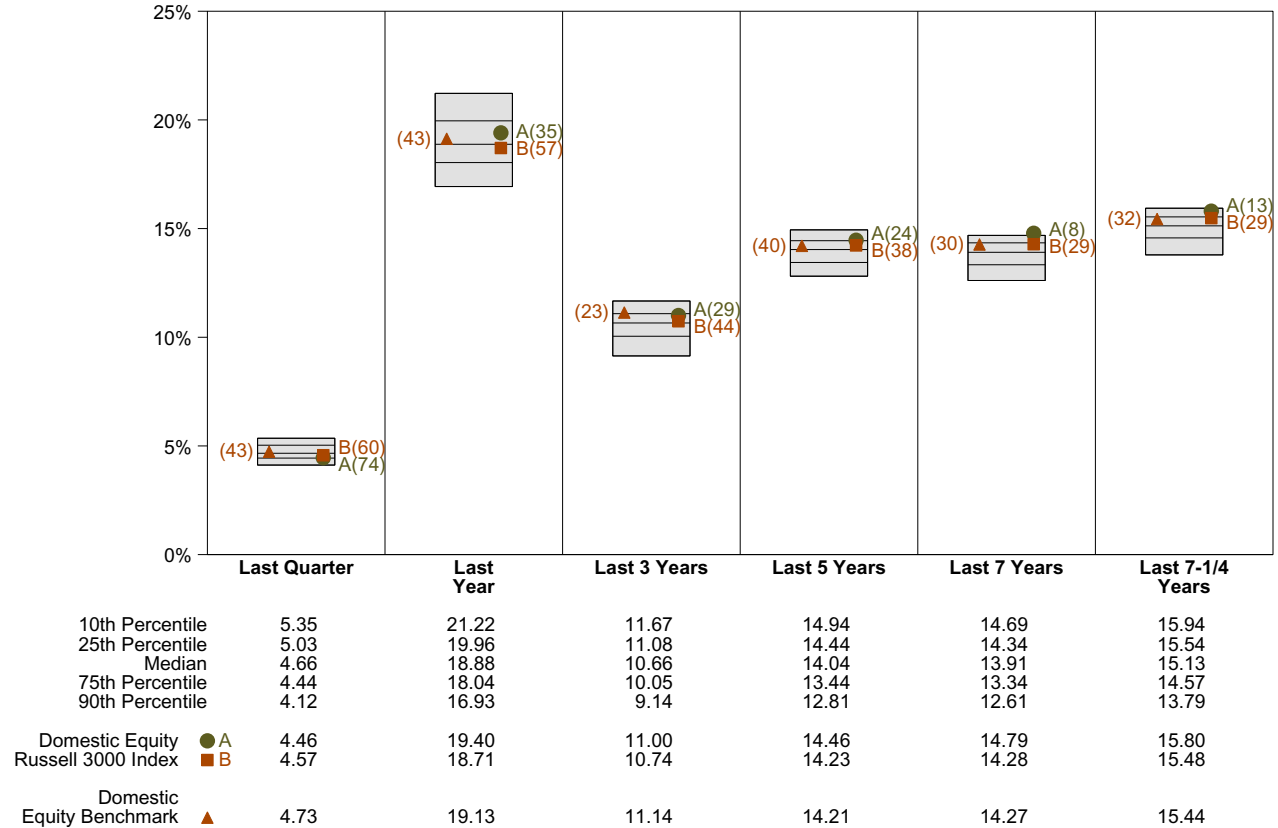 25%
20%
15%
10%
5%
0%
(43)
B(60)
A(74)
(43)
A(35)
B(57)
(23)
A(29)
B(44)
(40)
A(24)
B(38)
(30)
A(8)
B(29)
(32)
A(13)
B(29)
Last Quarter Last Year Last 3 Years Last 5 Years Last 7 Years Last 7-1/4 Years
10th Percentile 5.35 21.22 11.67 14.94 14.69 15.94
25th Percentile 5.03 19.96 11.08 14.44 14.34 15.54
Median 4.66 18.88 10.66 14.04 13.91 15.13
75th Percentile 4.44 18.04 10.05 13.44 13.34 14.57
90th Percentile 4.12 16.93 9.14 12.81 12.61 13.79
Domestic Equity A 4.46 19.40 11.00 14.46 14.79 15.80
Russell 3000 Index B 4.57 18.71 10.74 14.23 14.28 15.48
Domestic
Equity Benchmark 4.73 19.13 11.14 14.21 14.27 15.44